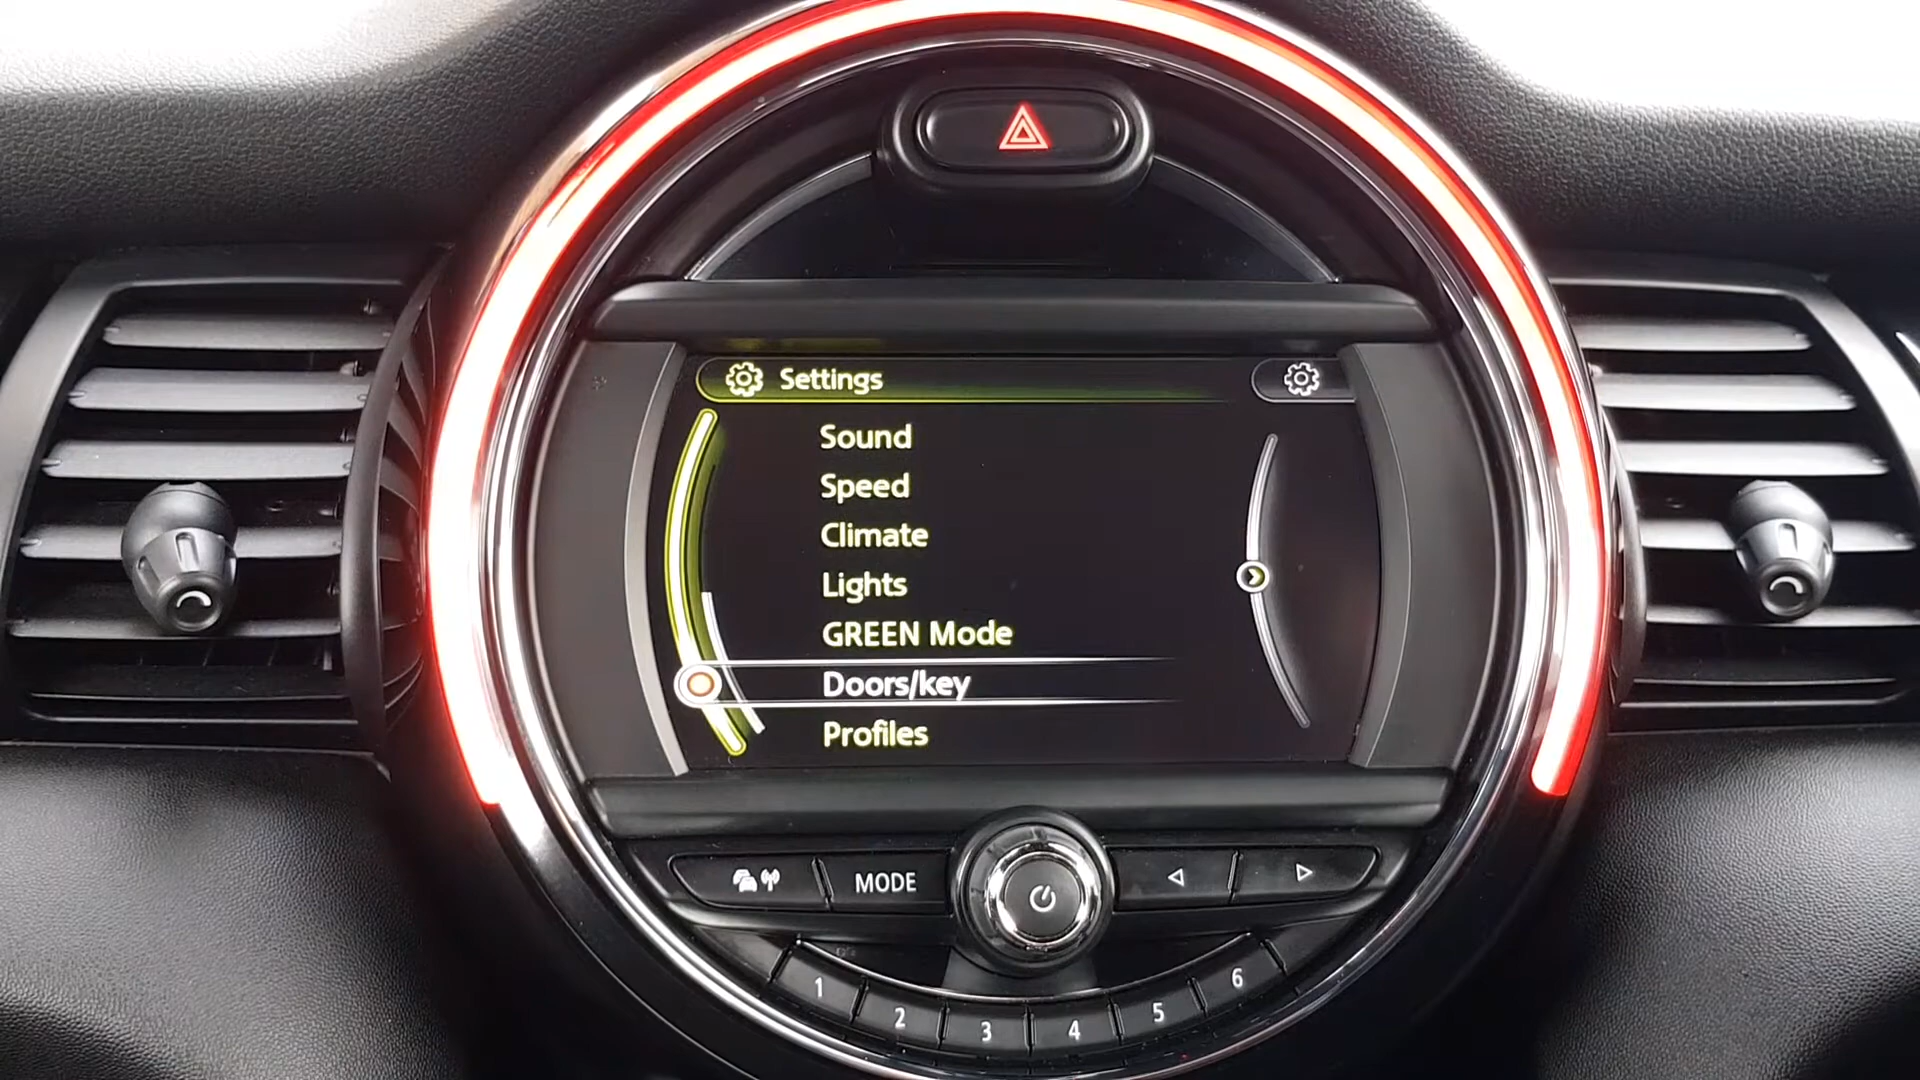 Settings
Sound
Speed
Climate
Lights
GREEN Mode
Doors/key
Profiles
MODE
1
2
3
4
5
6